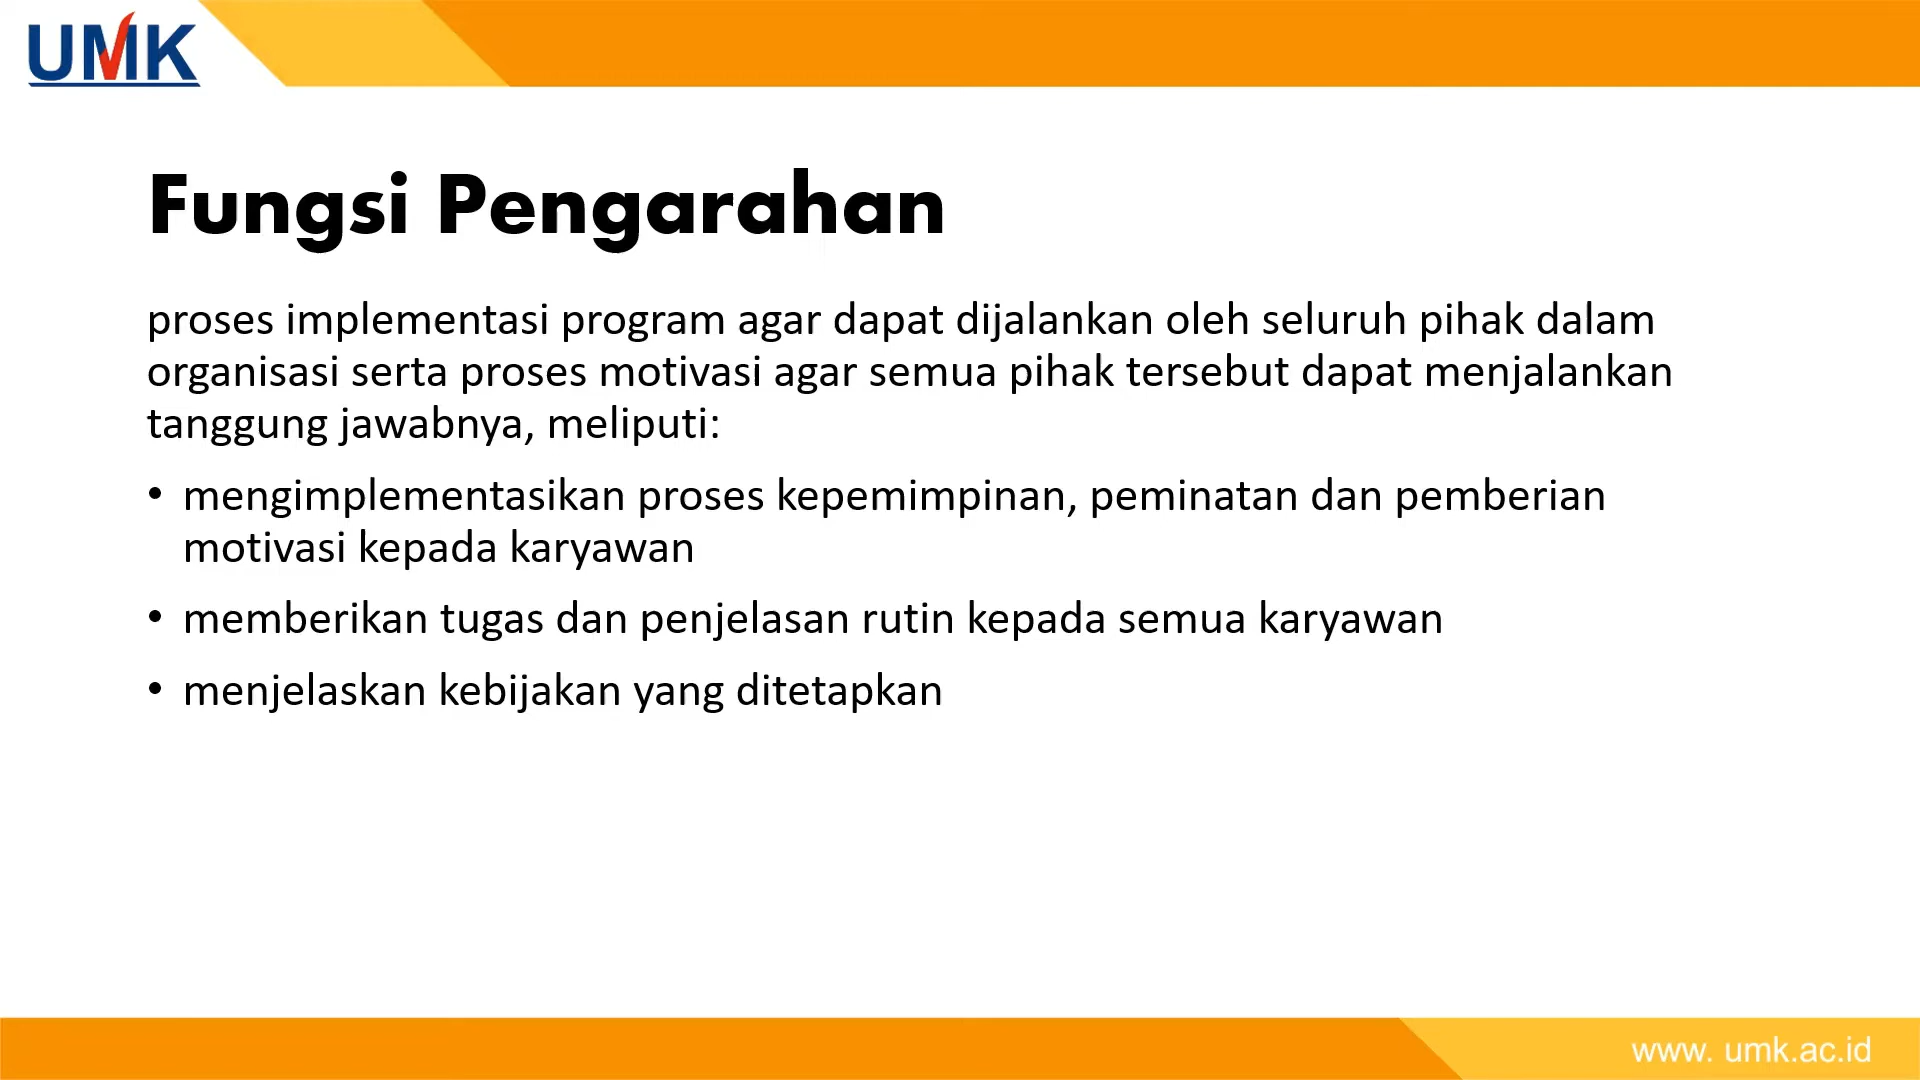 UMK
Fungsi Pengarahan
proses implementasi program agar dapat dijalankan oleh seluruh pihak dalam
organisasi serta proses motivasi agar semua pihak tersebut dapat menjalankan
tanggung jawabnya, meliputi:
• mengimplementasikan proses kepemimpinan, peminatan dan pemberian
motivasi kepada karyawan
• memberikan tugas dan penjelasan rutin kepada semua karyawan
• menjelaskan kebijakan yang ditetapkan
www. umk.ac.id